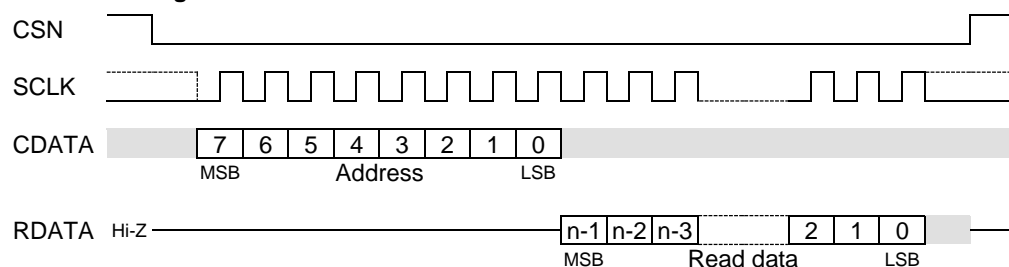 CSN
SCLK
CDATA 7 6 5 4 3 2 1 0
MSB Address LSB
RDATA Hi-Z n-1 n-2 n-3 2 1 0
MSB Read data LSB